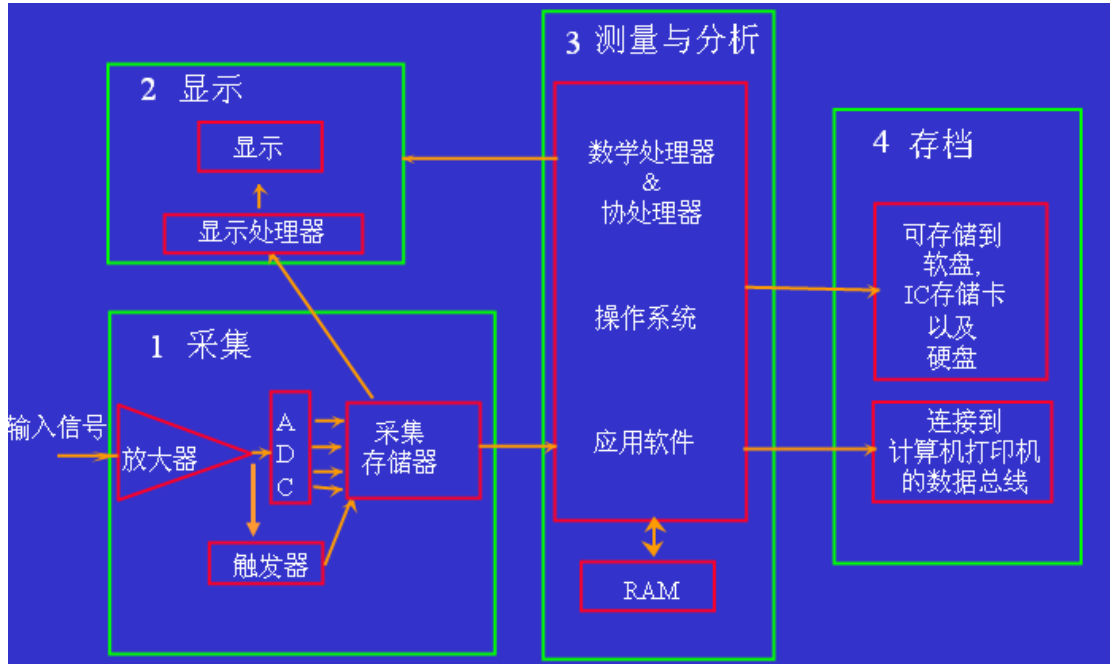 2 显示
显示
显示处理器
1 采集
输入信号
放大器
A
D
C
采集
存储器
触发器
3 测量与分析
数学处理器
&
协处理器
操作系统
应用软件
RAM
4 存档
可存储到
软盘,
IC存储卡
以及
硬盘
连接到
计算机打印机
的数据总线